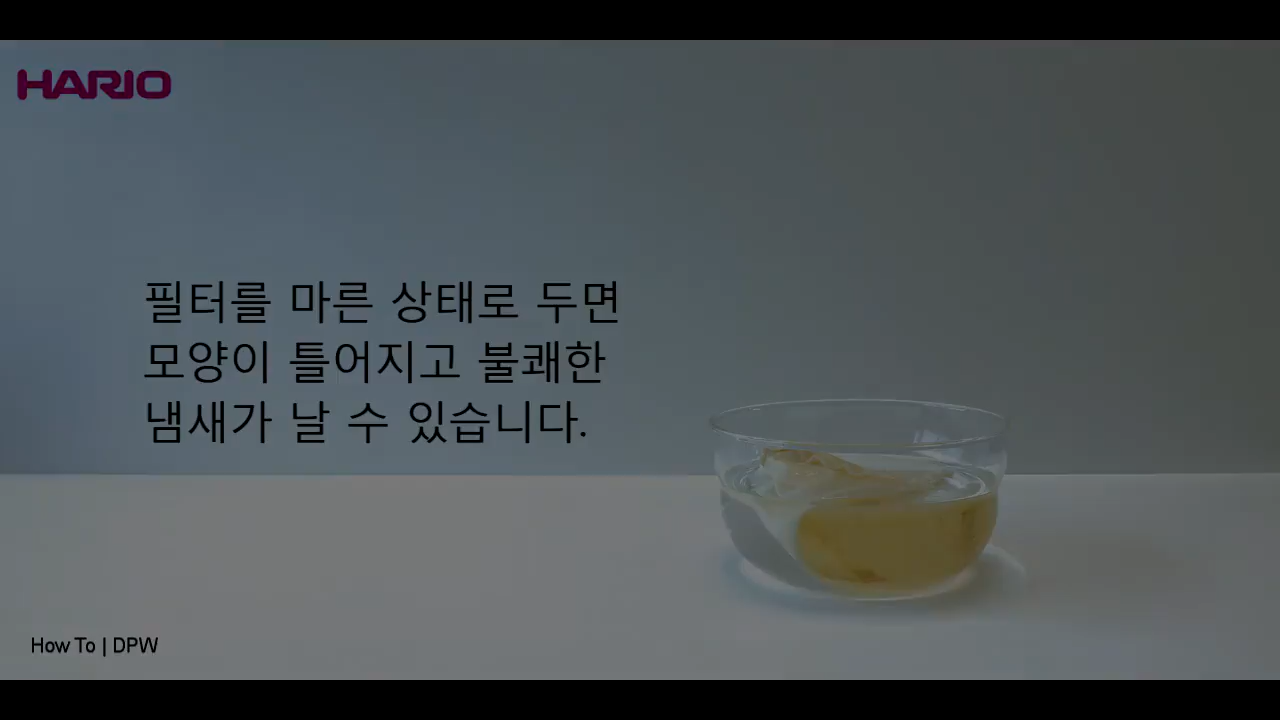 HARIO
필터를 마른 상태로 두면
모양이 틀어지고 불쾌한
냄새가 날 수 있습니다.
How To | DPW